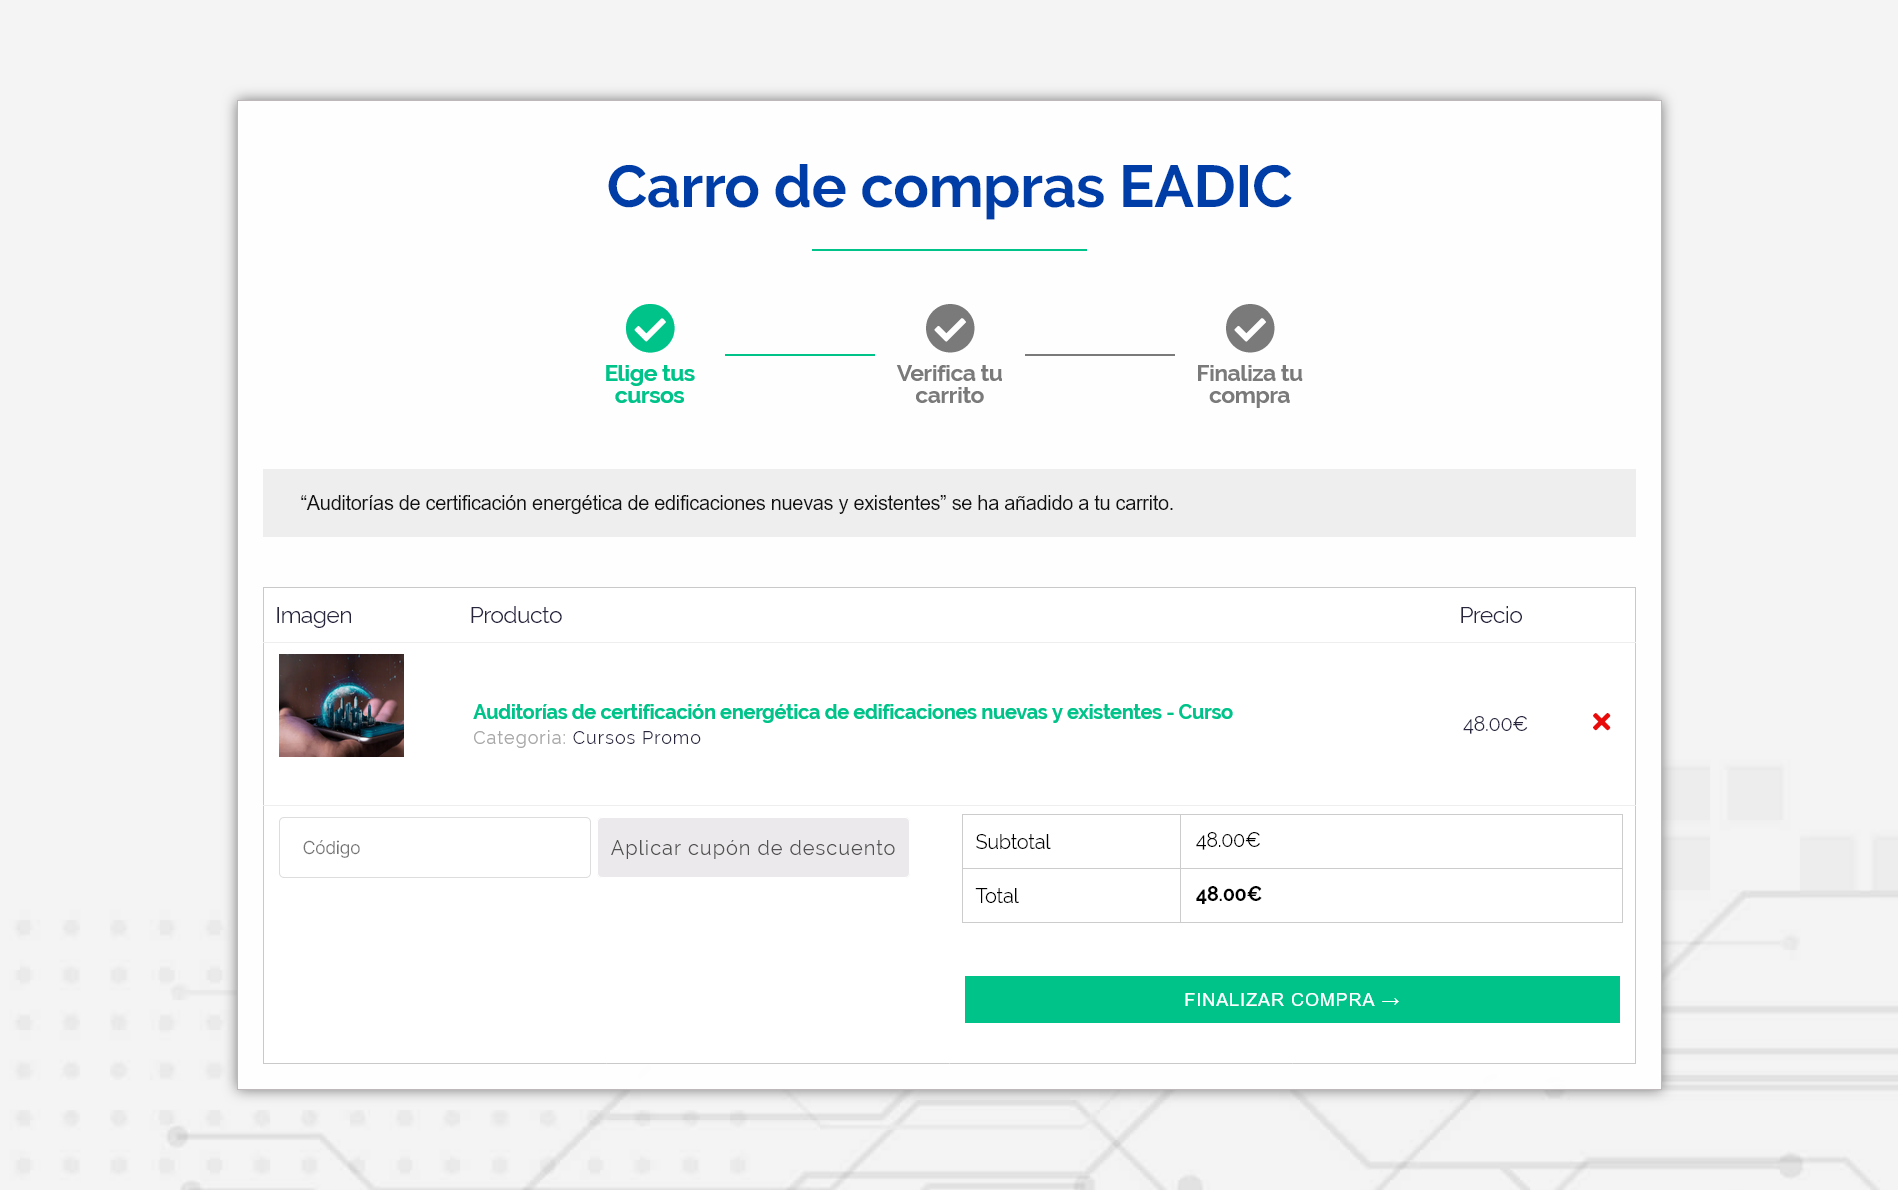 Carro de compras EADIC
Elige tus
cursos
Verifica tu
carrito
Finaliza tu
compra
“Auditorías de certificación energética de edificaciones nuevas y existentes” se ha añadido a tu carrito.
Imagen
Producto
Precio
Auditorías de certificación energética de edificaciones nuevas y existentes - Curso
Categoria: Cursos Promo
48.00€
Código
Aplicar cupón de descuento
Subtotal
48.00€
Total
48.00€
FINALIZAR COMPRA →